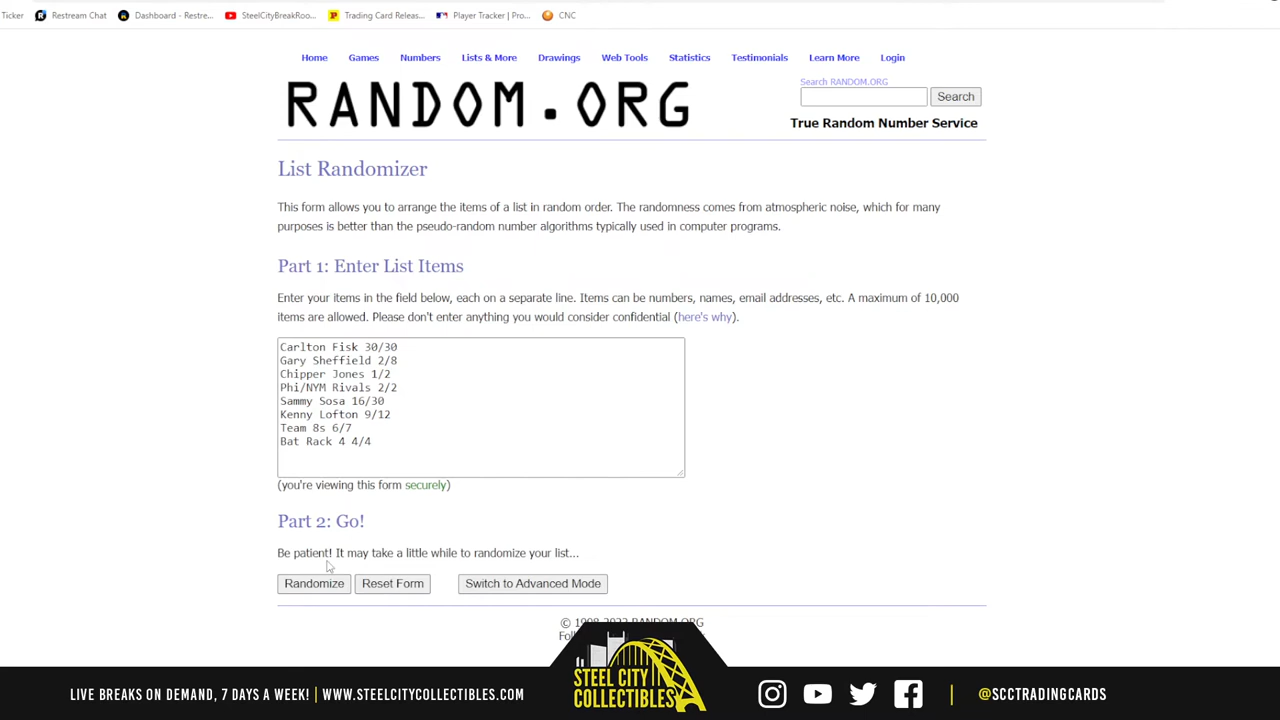 Ticker Restream Chat Dashboard - Restre... SteelCityBreakRoo... Trading Card Releas... Player Tracker | Pro... CNC
Home Games Numbers Lists & More Drawings Web Tools Statistics Testimonials Learn More Login
Search RANDOM.ORG
RANDOM.ORG
Search
True Random Number Service
List Randomizer
This form allows you to arrange the items of a list in random order. The randomness comes from atmospheric noise, which for many
purposes is better than the pseudo-random number algorithms typically used in computer programs.
Part 1: Enter List Items
Enter your items in the field below, each on a separate line. Items can be numbers, names, email addresses, etc. A maximum of 10,000
items are allowed. Please don't enter anything you would consider confidential (here's why).
Carlton Fisk 30/30
Gary Sheffield 2/8
Chipper Jones 1/2
Phi/NYM Rivals 2/2
Sammy Sosa 16/30
Kenny Lofton 9/12
Team 8s 6/7
Bat Rack 4 4/4
(you're viewing this form securely)
Part 2: Go!
Be patient! It may take a little while to randomize your list...
Randomize Reset Form Switch to Advanced Mode
© 1998-2022 RANDOM.ORG
STEEL CITY
COLLECTIBLES
LIVE BREAKS ON DEMAND, 7 DAYS A WEEK! | WWW.STEELCITYCOLLECTIBLES.COM
@SCCTRADINGCARDS